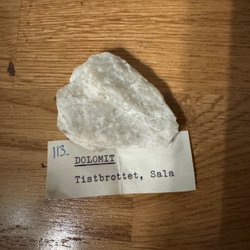 113.
DOLOMIT
Tistbrottet, Sala